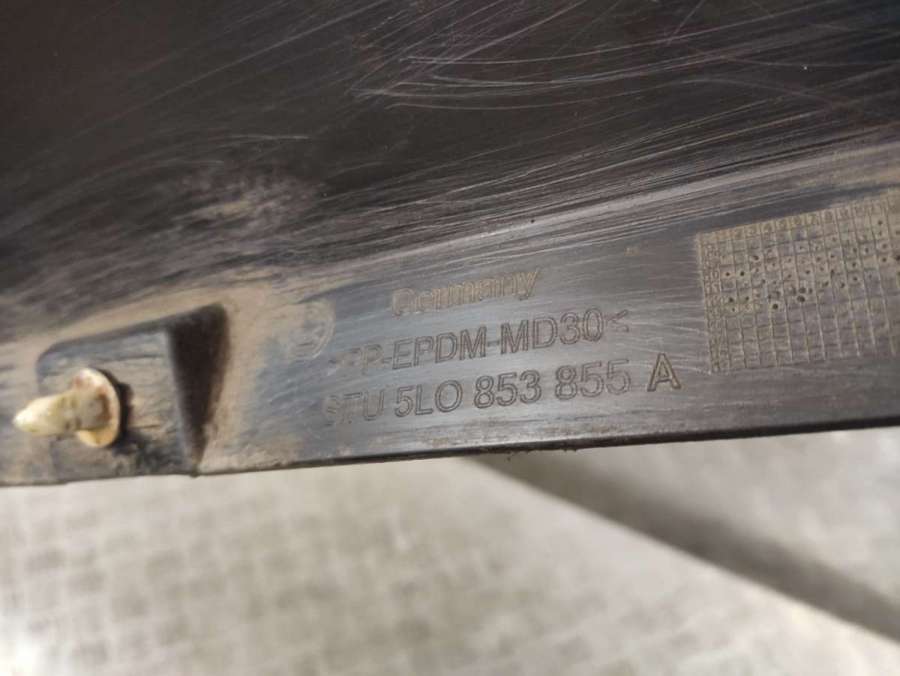 Germany
>PP-EPDM-MD30<
5L0 853 855 A